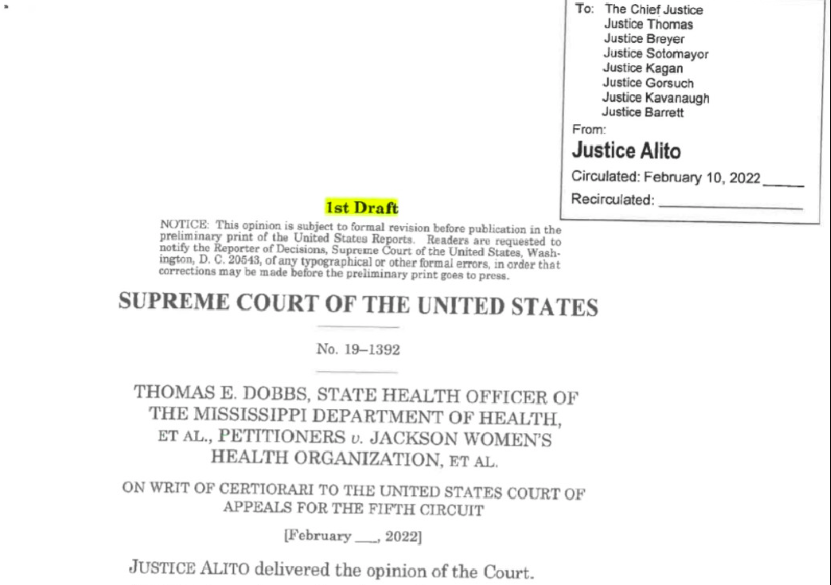 To: The Chief Justice
Justice Thomas
Justice Breyer
Justice Sotomayor
Justice Kagan
Justice Gorsuch
Justice Kavanaugh
Justice Barrett
From:
Justice Alito
Circulated: February 10, 2022_____
Recirculated: _______________
1st Draft
NOTICE: This opinion is subject to formal revision before publication in the
preliminary print of the United States Reports. Readers are requested to
notify the Reporter of Decisions, Supreme Court of the United States, Wash-
ington, D. C. 20543, of any typographical or other formal errors, in order that
corrections may be made before the preliminary print goes to press.
SUPREME COURT OF THE UNITED STATES
No. 19–1392
THOMAS E. DOBBS, STATE HEALTH OFFICER OF
THE MISSISSIPPI DEPARTMENT OF HEALTH,
ET AL., PETITIONERS v. JACKSON WOMEN'S
HEALTH ORGANIZATION, ET AL.
ON WRIT OF CERTIORARI TO THE UNITED STATES COURT OF
APPEALS FOR THE FIFTH CIRCUIT
[February ___, 2022]
JUSTICE ALITO delivered the opinion of the Court.